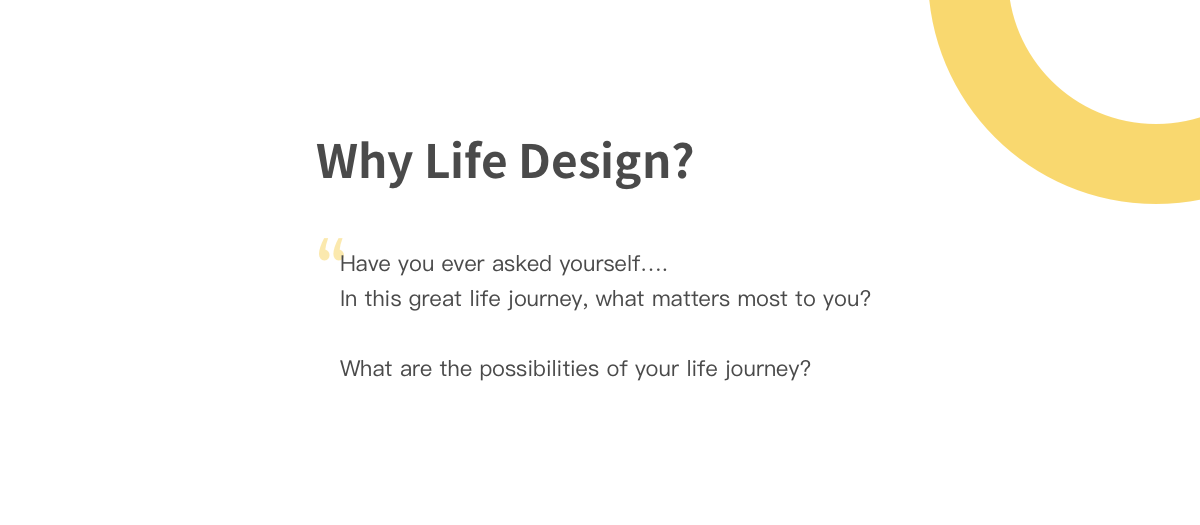 Why Life Design?
“Have you ever asked yourself....
In this great life journey, what matters most to you?
What are the possibilities of your life journey?